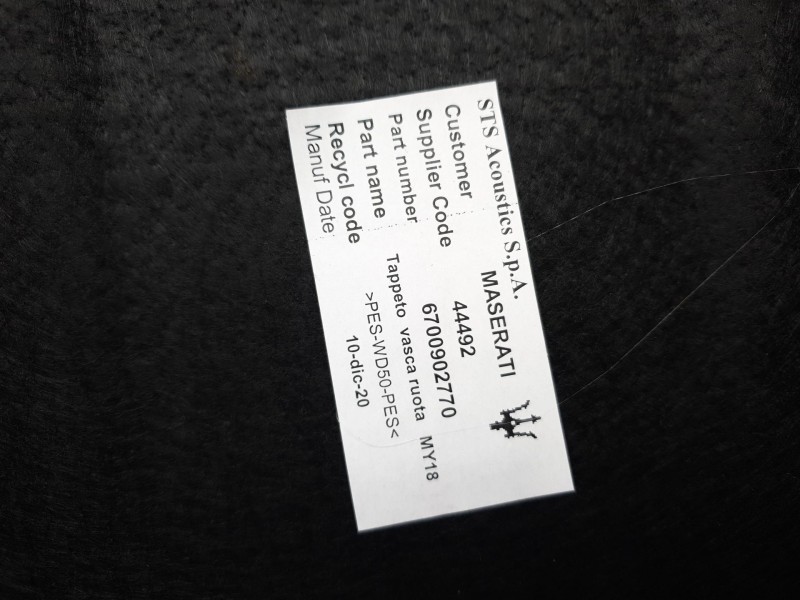 STS Acoustics S.p.A.
Customer : MASERATI
Supplier Code 44492
Part number 6700902770
Part name : Tappeto vasca ruota MY18
Recycl code >PES-WD50-PES<
Manuf Date: 10-dic-20